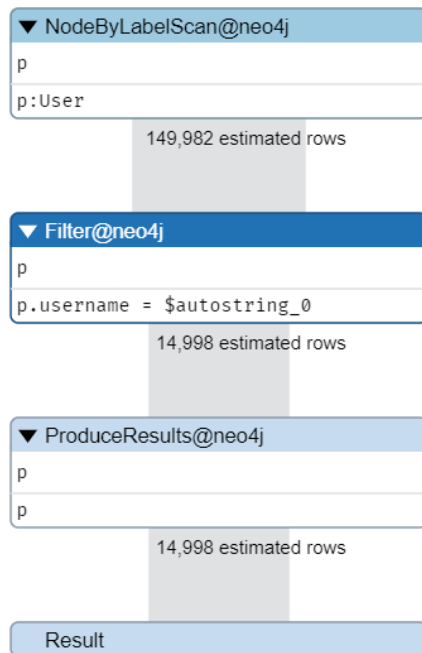 NodeByLabelScan@neo4j
p
p:User
149,982 estimated rows
Filter@neo4j
p
p.username = $autostring_0
14,998 estimated rows
ProduceResults@neo4j
p
p
14,998 estimated rows
Result